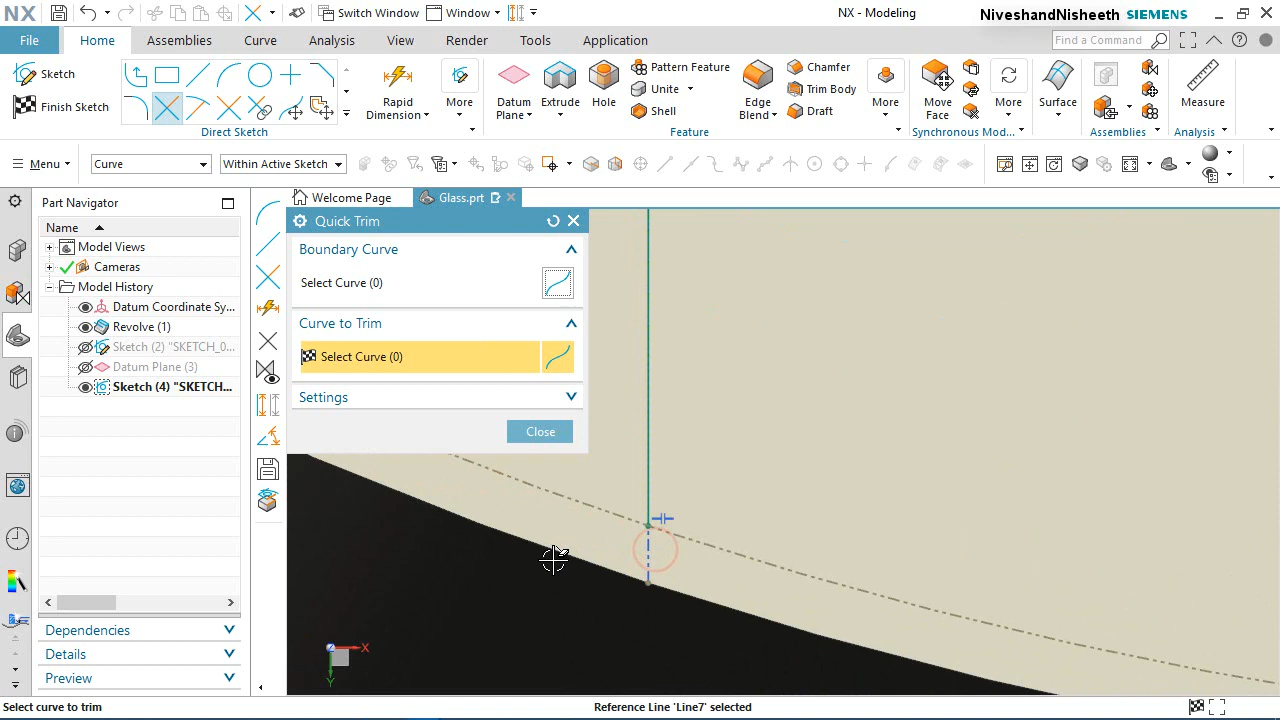 NX
Switch Window
Window
NX - Modeling
NiveshandNisheeth SIEMENS
File
Home
Assemblies
Curve
Analysis
View
Render
Tools
Application
Find a Command
Sketch
Finish Sketch
Direct Sketch
Rapid
Dimension
More
Datum
Plane
Extrude
Hole
Pattern Feature
Unite
Shell
Edge
Blend
Chamfer
Trim Body
Draft
More
Feature
Move
Face
More
Synchronous Mod...
Surface
Assemblies
Measure
Analysis
Menu
Curve
Within Active Sketch
Part Navigator
Welcome Page
Glass.prt
Name
Model Views
Cameras
Model History
Datum Coordinate Sy...
Revolve (1)
Sketch (2) "SKETCH_0...
Datum Plane (3)
Sketch (4) "SKETCH...
Dependencies
Details
Preview
Quick Trim
Boundary Curve
Select Curve (0)
Curve to Trim
Select Curve (0)
Settings
Close
X
Y
Z
Select curve to trim
Reference Line 'Line7' selected